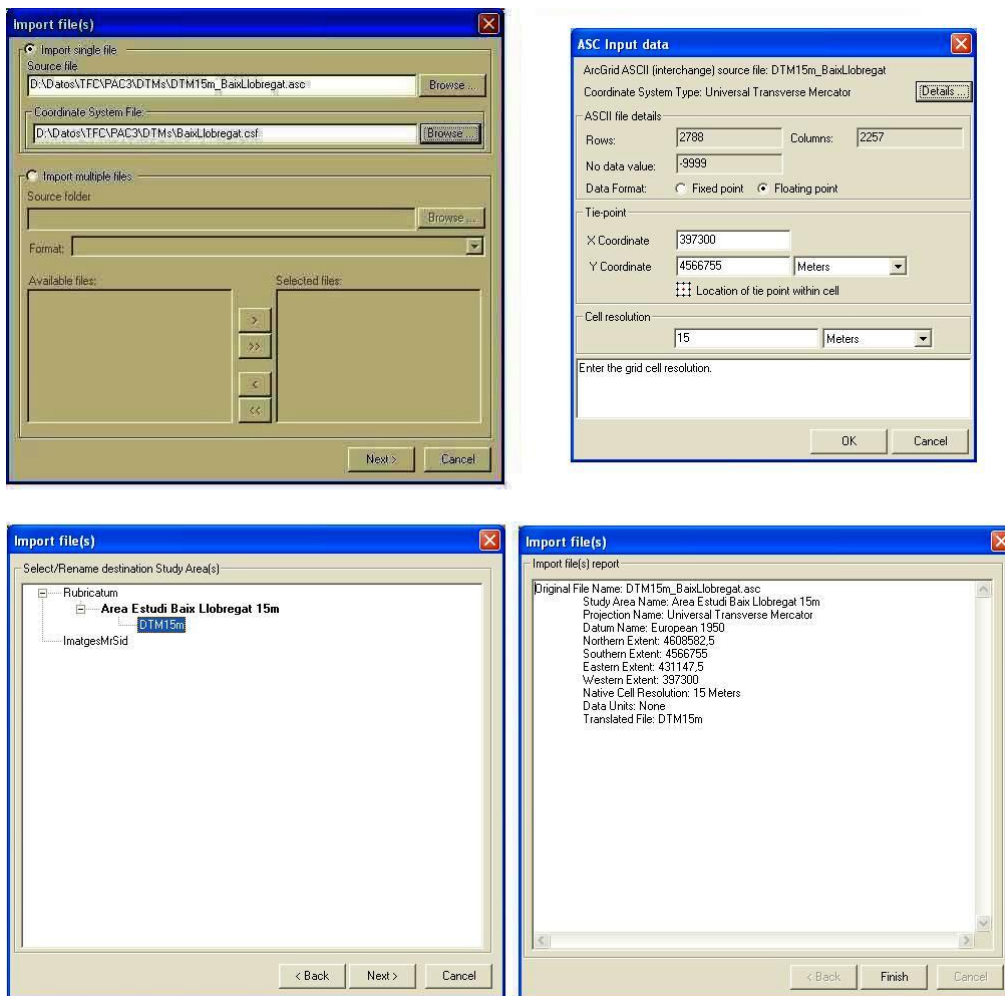 Import file(s)
Import single file
Source file
D:\Datos\TFC\PAC3\DTMs\DTM15m_BaixLlobregat.asc
Browse ...
Coordinate System File:
D:\Datos\TFC\PAC3\DTMs\BaixLlobregat.csf
Browse ...
Import multiple files
Source folder
Browse ...
Format:
Available files:
Selected files:
>
>>
<
<<
Next >
Cancel
ASC Input data
ArcGrid ASCII (interchange) source file: DTM15m_BaixLlobregat
Coordinate System Type: Universal Transverse Mercator
Details ...
ASCII file details
Rows: 2788 Columns: 2257
No data value: -9999
Data Format: Fixed point Floating point
Tie-point
X Coordinate 397300
Y Coordinate 4566755 Meters
Location of tie point within cell
Cell resolution
15 Meters
Enter the grid cell resolution.
OK Cancel
Import file(s)
Select/Rename destination Study Area(s)
Rubricatum
Area Estudi Baix Llobregat 15m
DTM15m
ImatgesMrSid
< Back Next > Cancel
Import file(s)
Import file(s) report
Original File Name: DTM15m_BaixLlobregat.asc
Study Area Name: Area Estudi Baix Llobregat 15m
Projection Name: Universal Transverse Mercator
Datum Name: European 1950
Northern Extent: 4608582,5
Southern Extent: 4566755
Eastern Extent: 431147,5
Western Extent: 397300
Native Cell Resolution: 15 Meters
Data Units: None
Translated File: DTM15m
< Back Finish Cancel